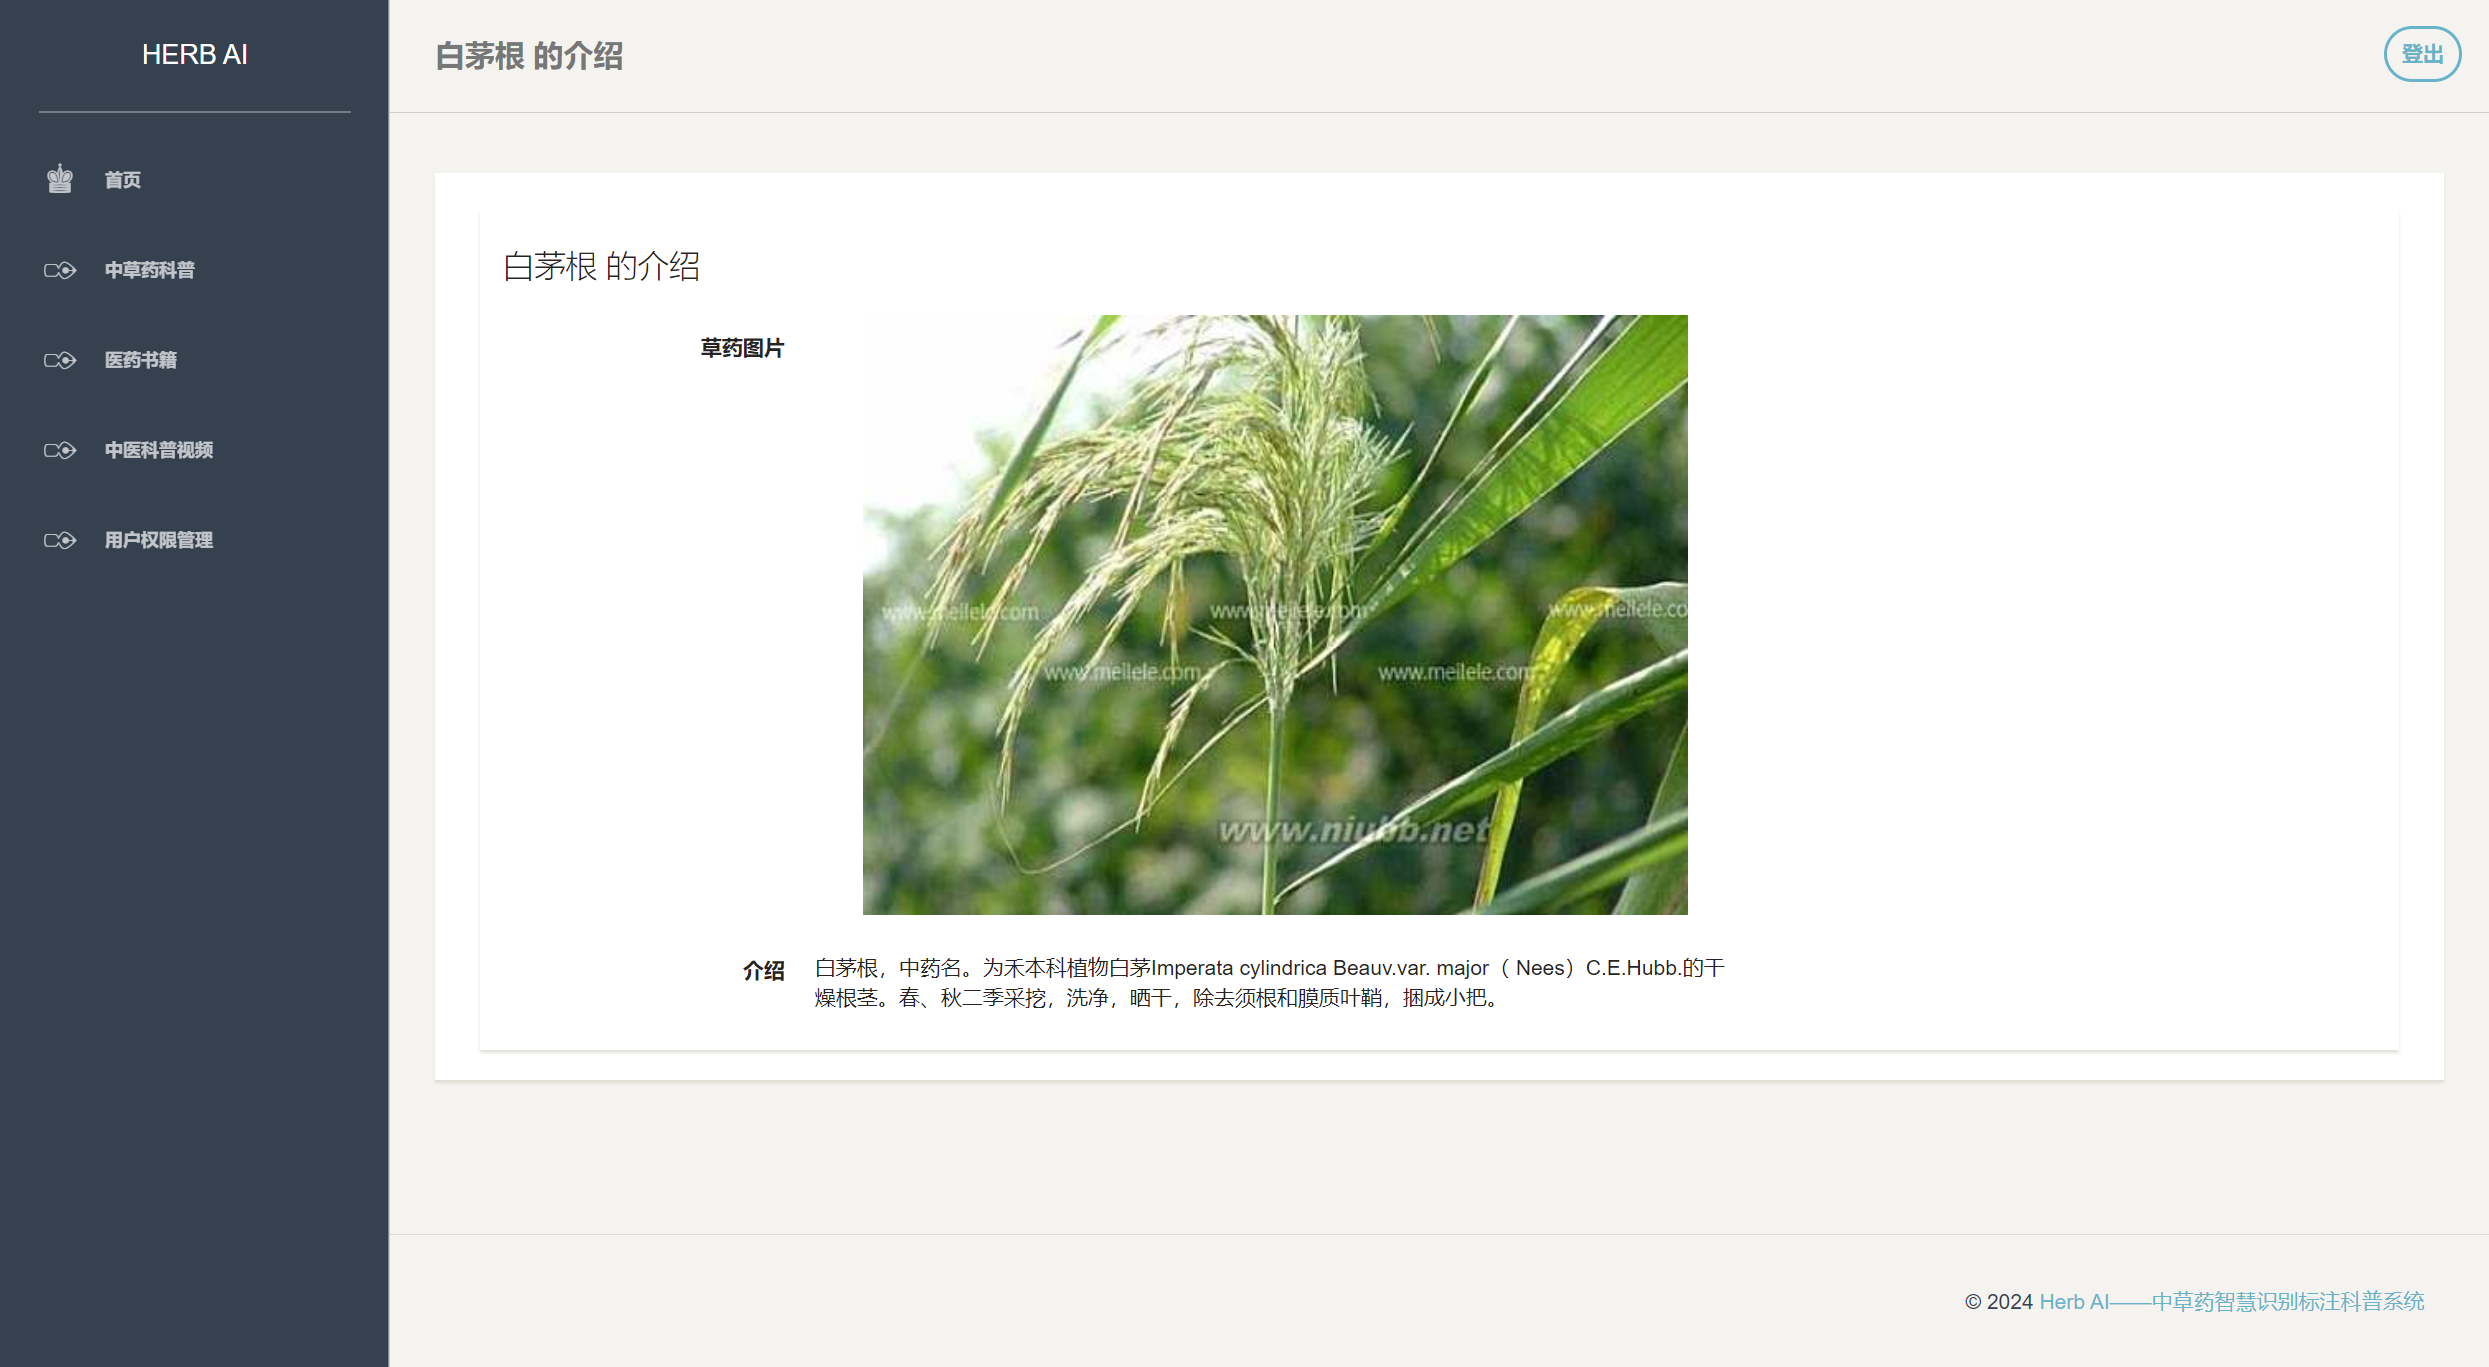 HERB AI
白茅根 的介绍
登出
首页
中草药科普
医药书籍
中医科普视频
用户权限管理
白茅根 的介绍
草药图片
www.meilele.com
www.meilele.com
www.meilele.co
www.meilele.com
www.meilele.com
www.niubb.net
介绍
白茅根，中药名。为禾本科植物白茅Imperata cylindrica Beauv.var. major（ Nees）C.E.Hubb.的干
燥根茎。春、秋二季采挖，洗净，晒干，除去须根和膜质叶鞘，捆成小把。
© 2024 Herb AI——中草药智慧识别标注科普系统